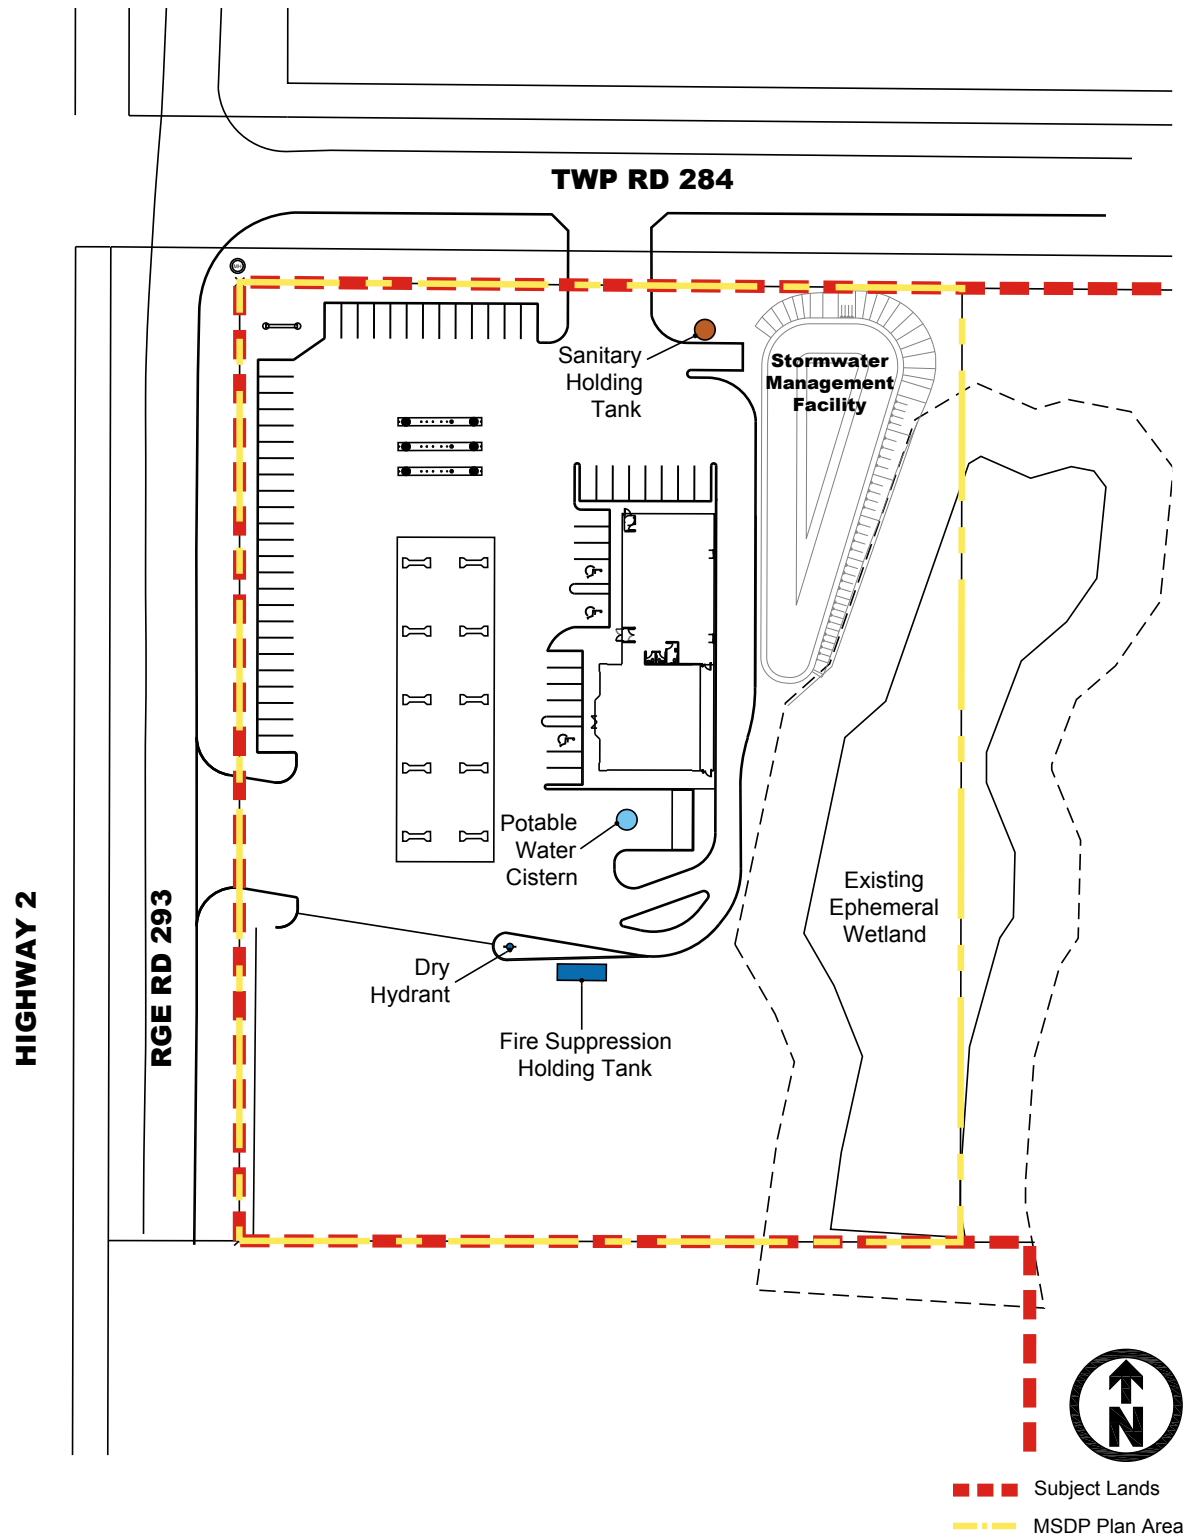 TWP RD 284
Sanitary
Holding
Tank
Stormwater
Management
Facility
Potable
Water
Cistern
Existing
Ephemeral
Wetland
HIGHWAY 2
RGE RD 293
Dry
Hydrant
Fire Suppression
Holding Tank
N
Subject Lands
MSDP Plan Area